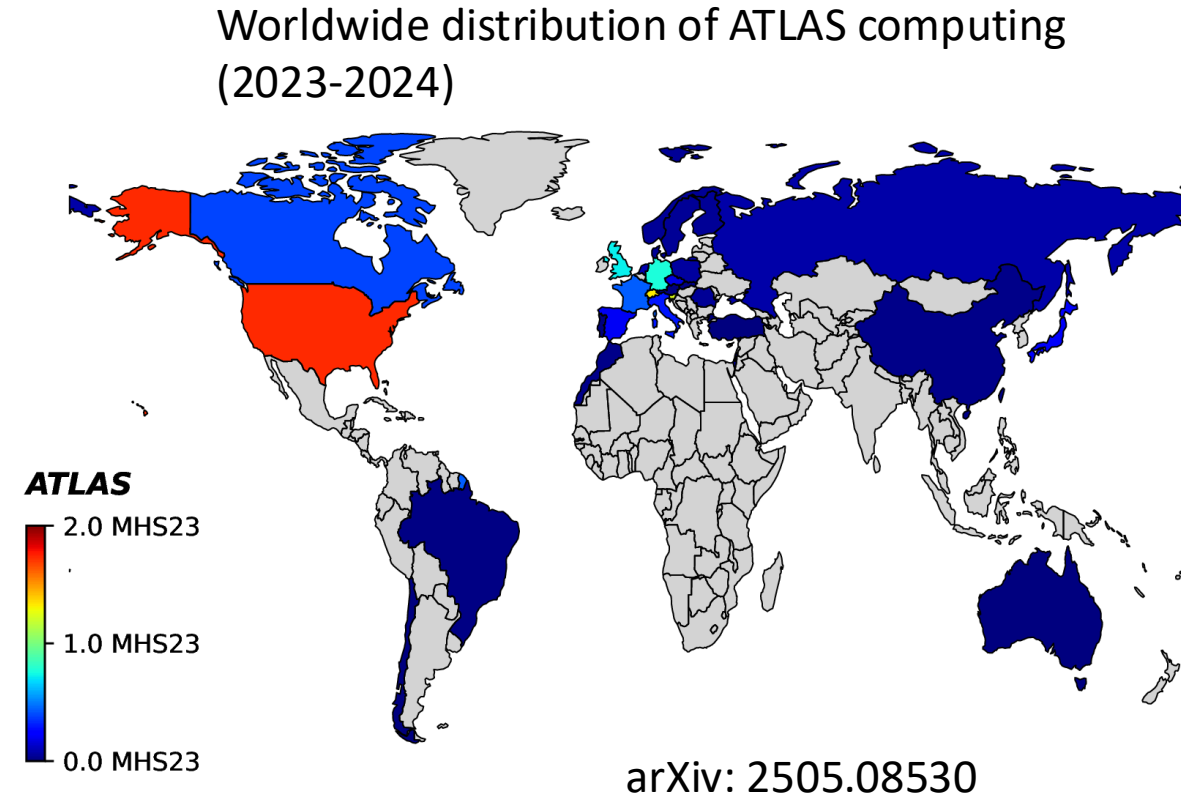 Worldwide distribution of ATLAS computing
(2023-2024)
ATLAS
2.0 MHS23
1.0 MHS23
0.0 MHS23
arXiv: 2505.08530